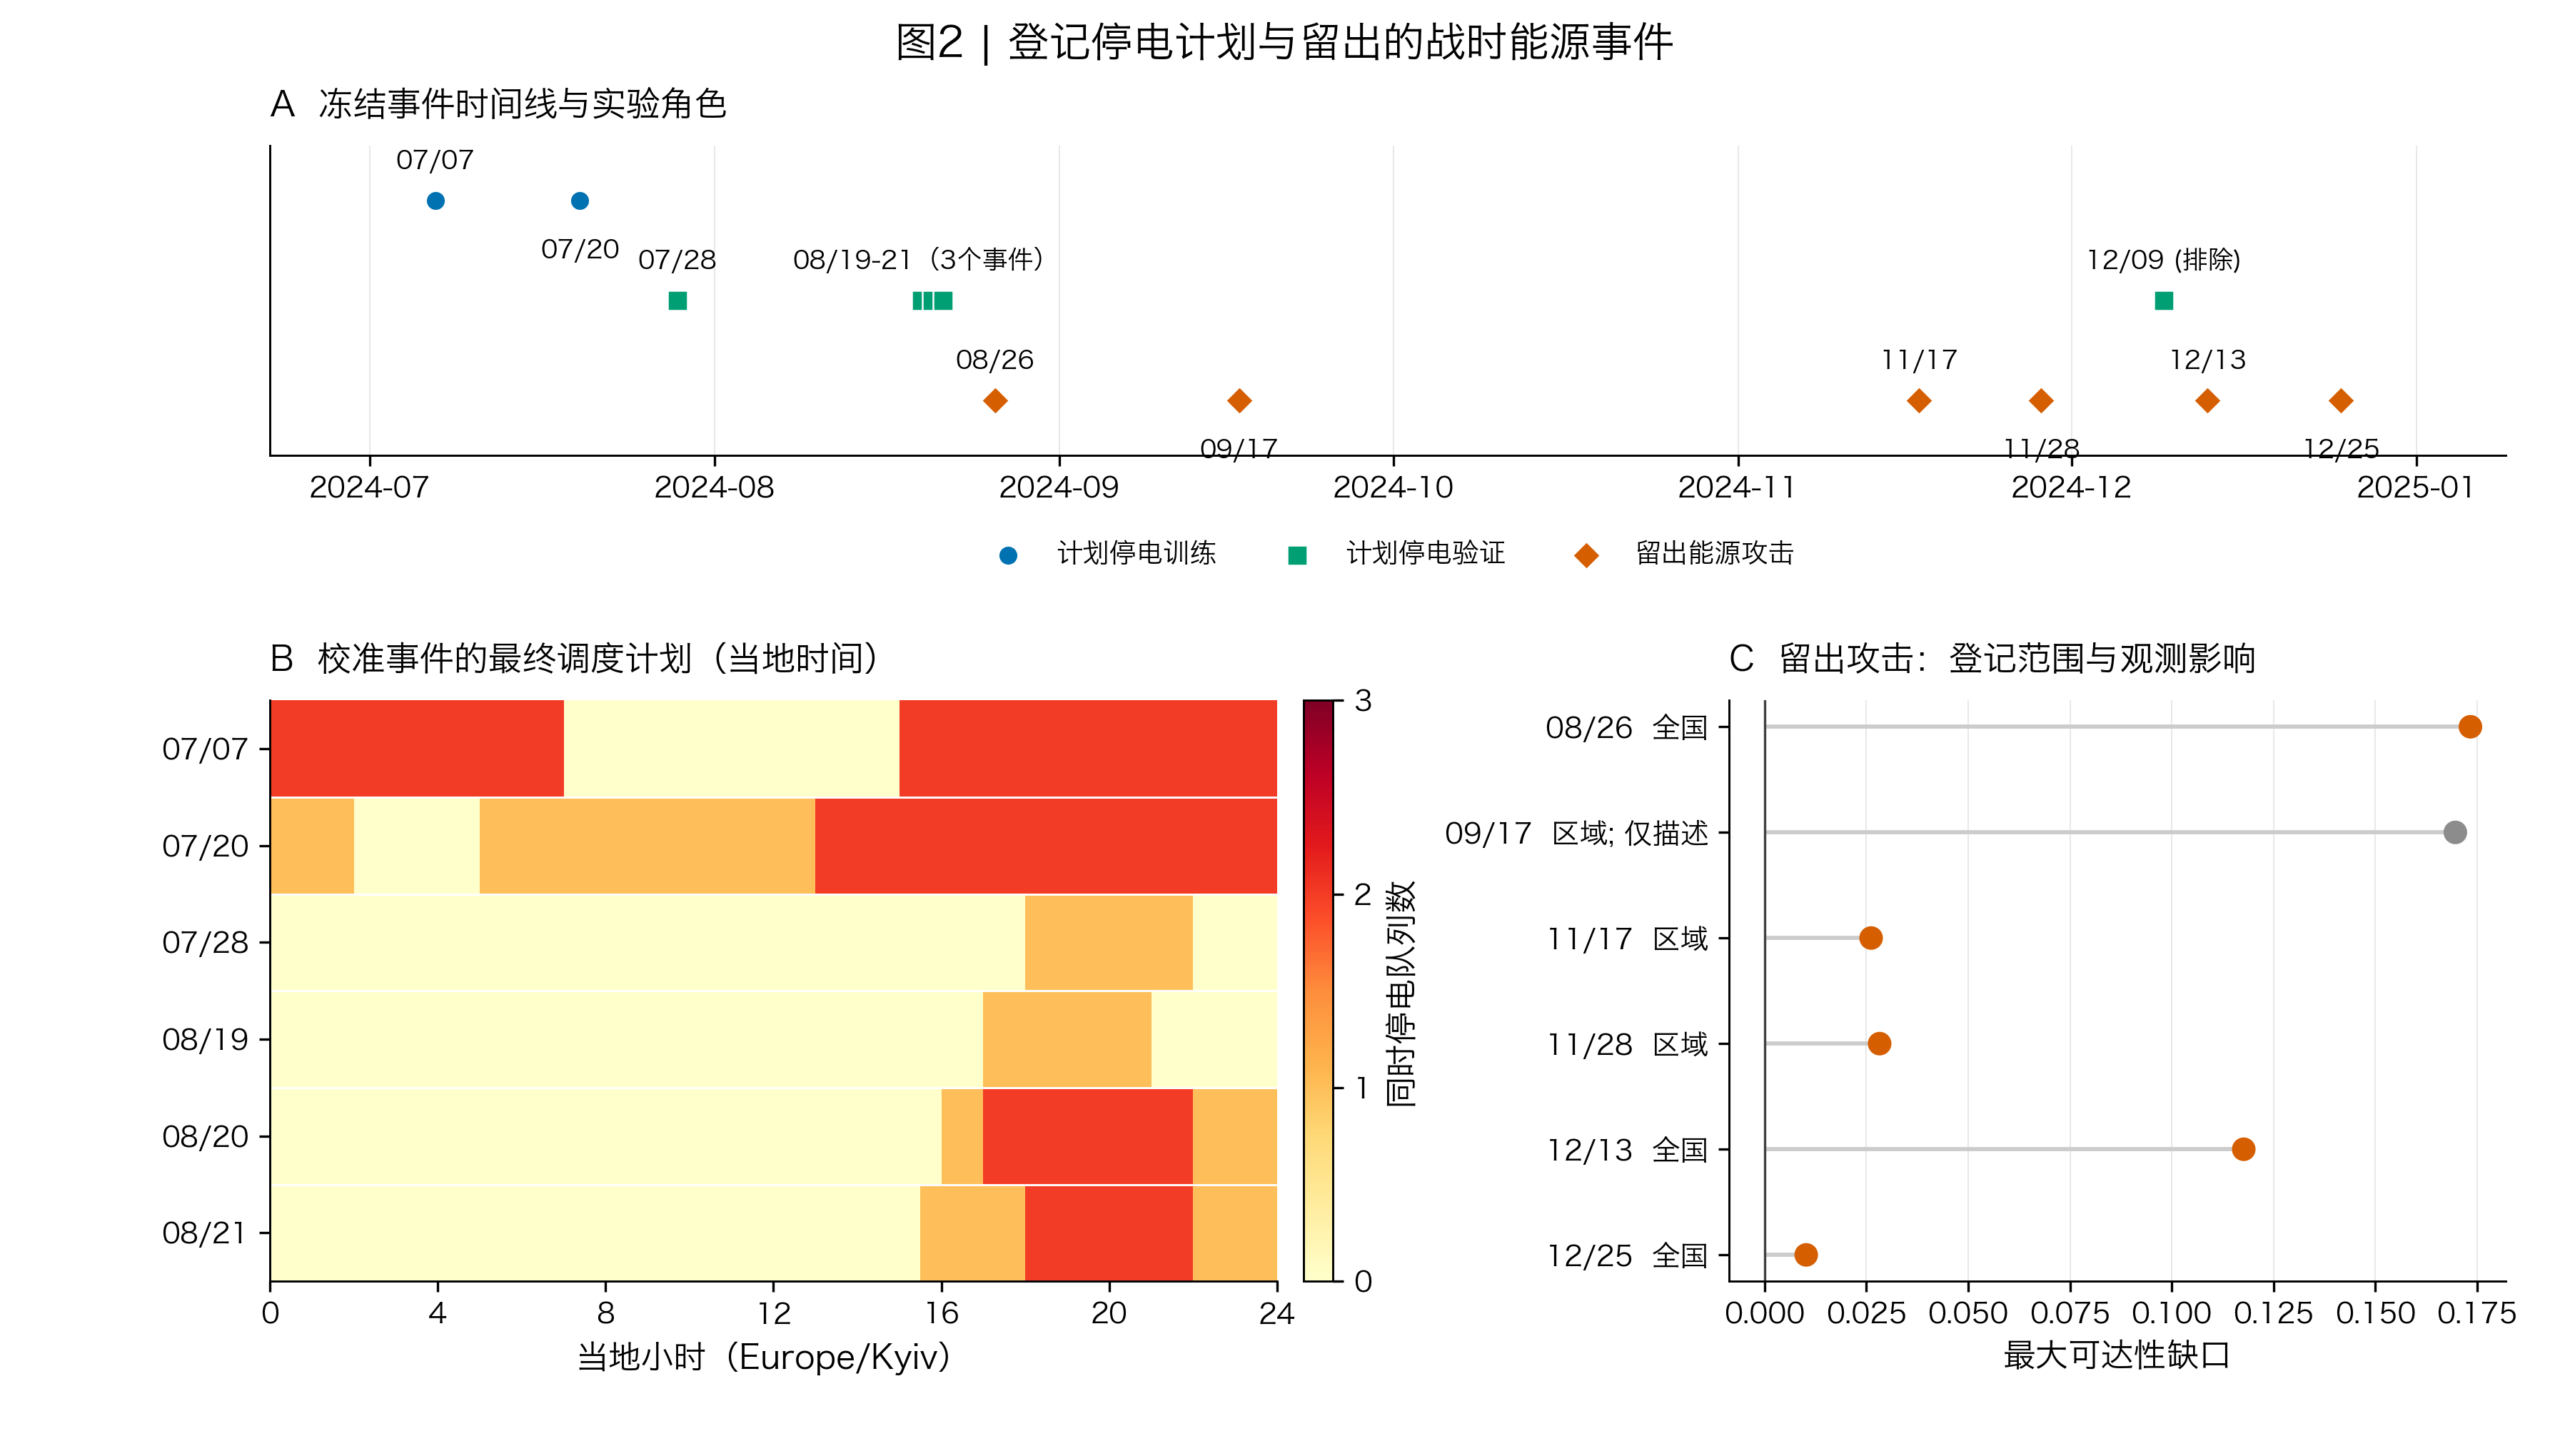 图2 | 登记停电计划与留出的战时能源事件
A 冻结事件时间线与实验角色
07/07
07/20
07/28
08/19-21（3个事件）
12/09 (排除)
08/26
11/17
12/13
09/17
11/28
12/25
2024-07
2024-08
2024-09
2024-10
2024-11
2024-12
2025-01
计划停电训练
计划停电验证
留出能源攻击
B 校准事件的最终调度计划（当地时间）
07/07
07/20
07/28
08/19
08/20
08/21
0
4
8
12
16
20
24
当地小时（Europe/Kyiv）
3
2
1
0
同时停电队列数
C 留出攻击：登记范围与观测影响
08/26 全国
09/17 区域; 仅描述
11/17 区域
11/28 区域
12/13 全国
12/25 全国
0.000
0.025
0.050
0.075
0.100
0.125
0.150
0.175
最大可达性缺口